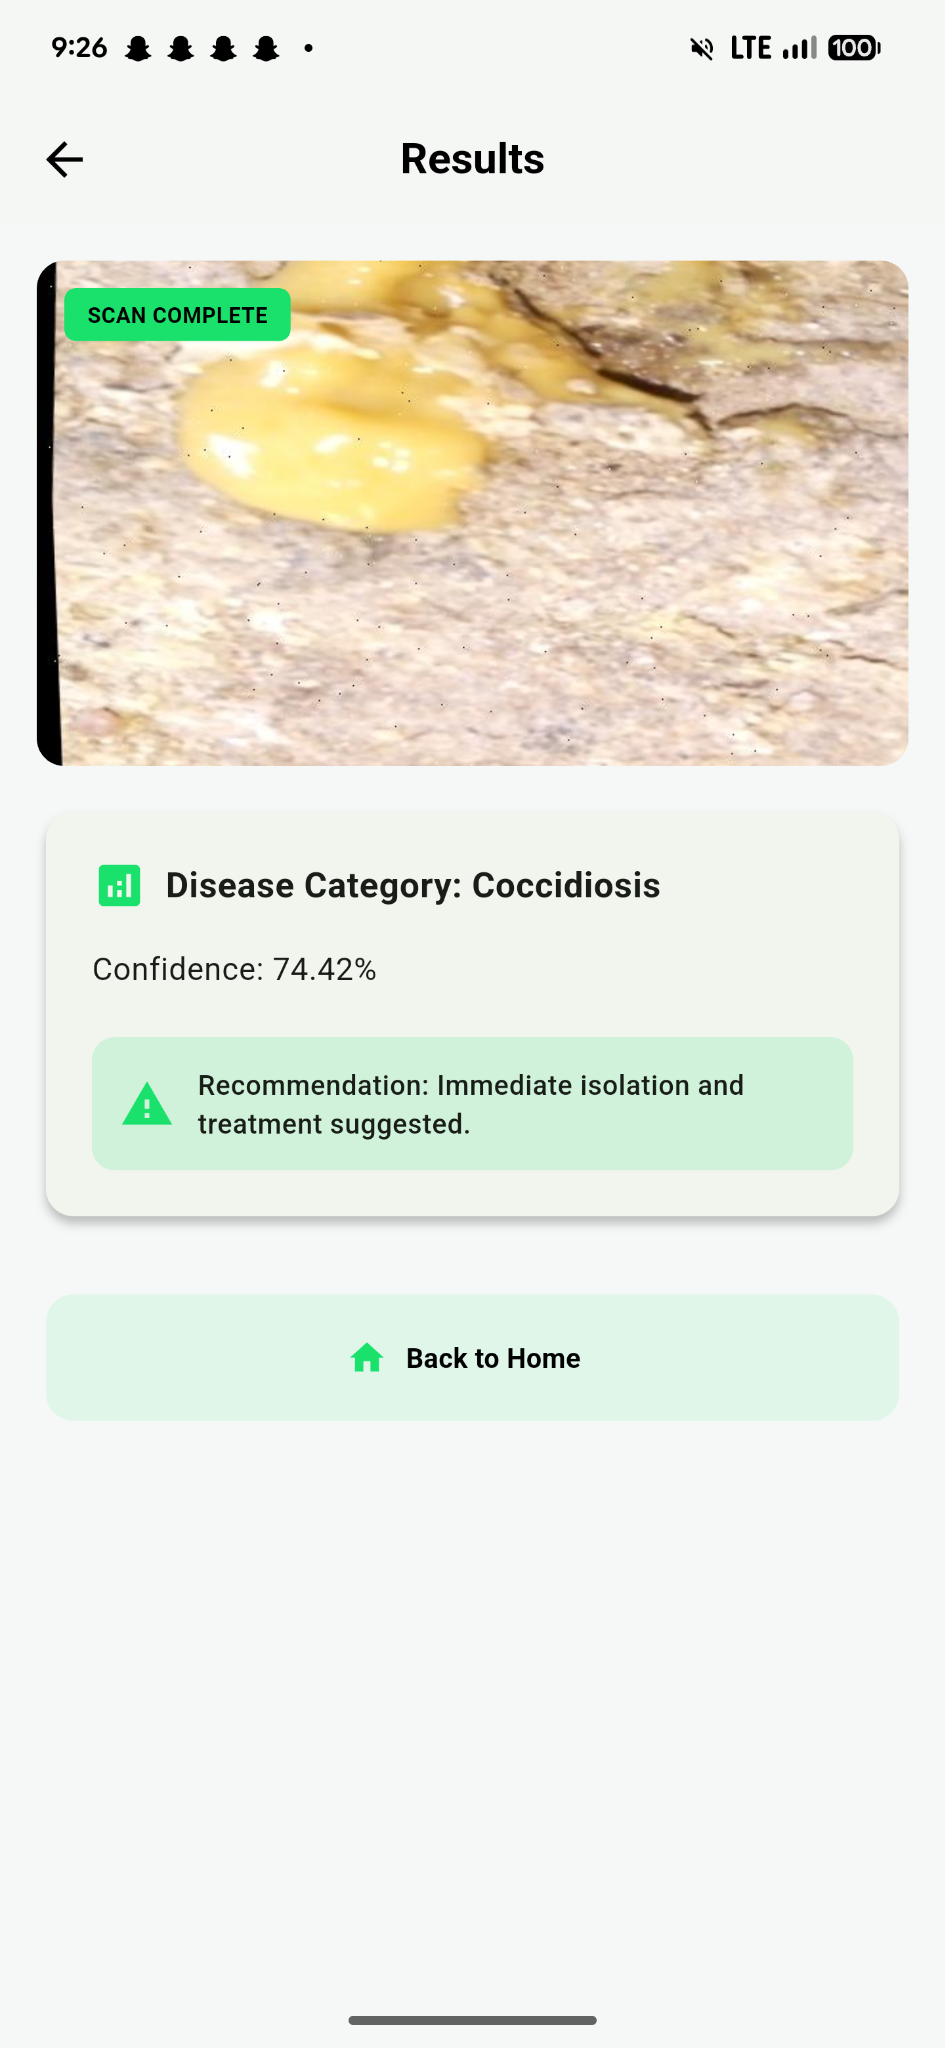 9:26
LTE
100
Results
SCAN COMPLETE
Disease Category: Coccidiosis
Confidence: 74.42%
Recommendation: Immediate isolation and
treatment suggested.
Back to Home